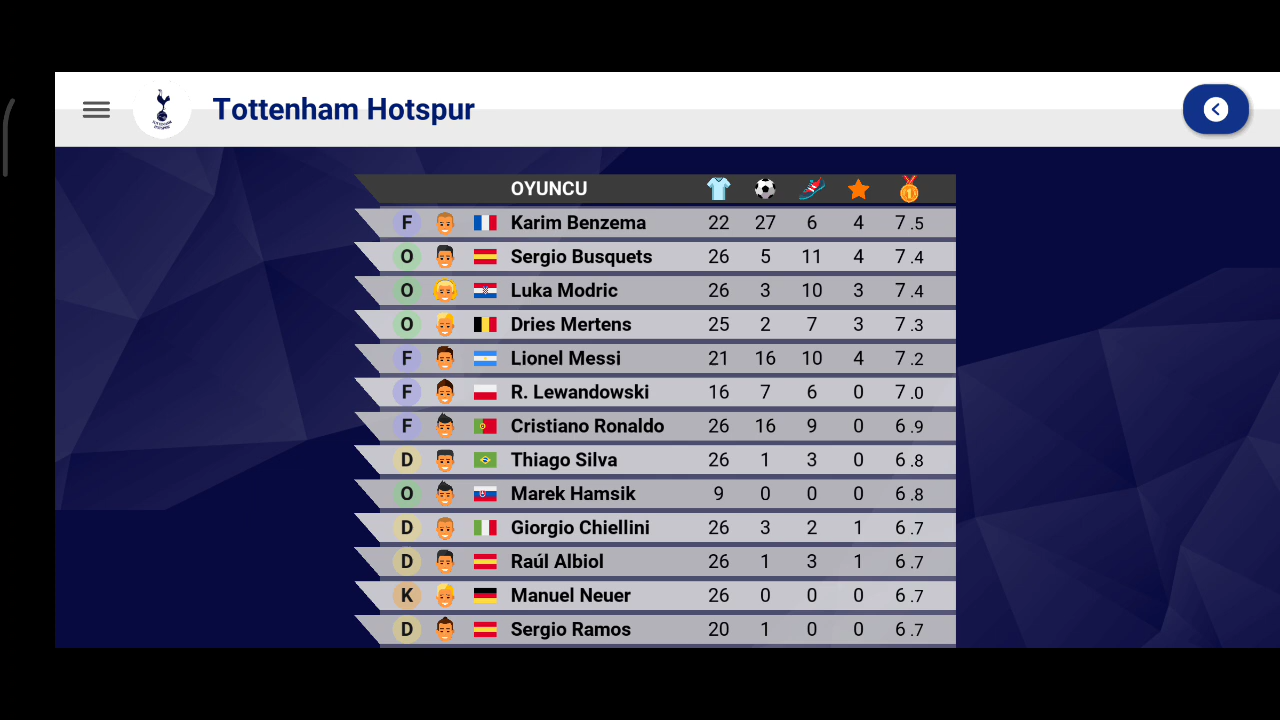 Tottenham Hotspur
OYUNCU
F Karim Benzema 22 27 6 4 7.5
O Sergio Busquets 26 5 11 4 7.4
O Luka Modric 26 3 10 3 7.4
O Dries Mertens 25 2 7 3 7.3
F Lionel Messi 21 16 10 4 7.2
F R. Lewandowski 16 7 6 0 7.0
F Cristiano Ronaldo 26 16 9 0 6.9
D Thiago Silva 26 1 3 0 6.8
O Marek Hamsik 9 0 0 0 6.8
D Giorgio Chiellini 26 3 2 1 6.7
D Raúl Albiol 26 1 3 1 6.7
K Manuel Neuer 26 0 0 0 6.7
D Sergio Ramos 20 1 0 0 6.7